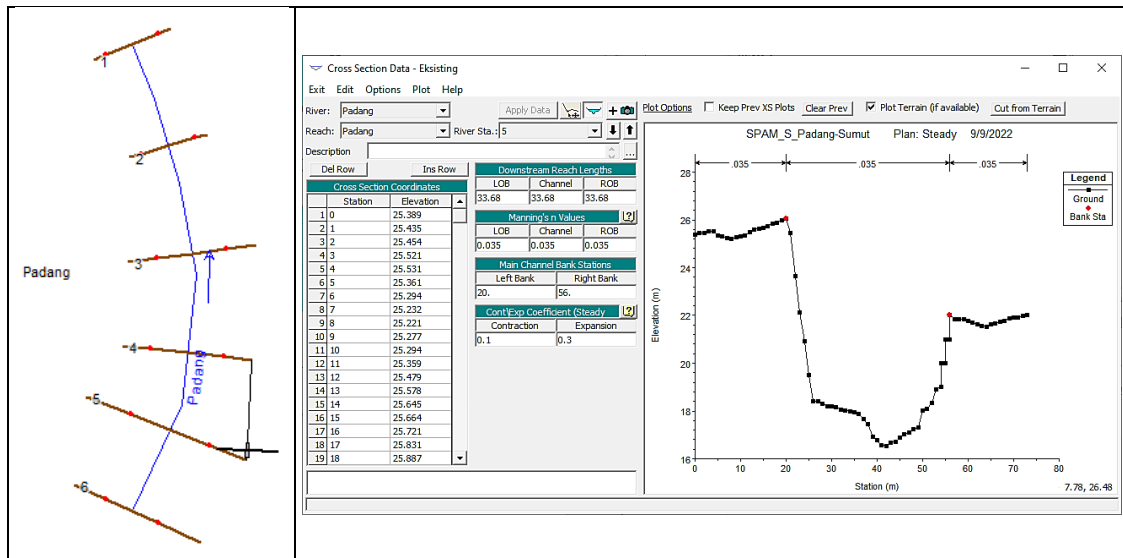 1
2
3
Padang
4
Padang
5
6
Cross Section Data - Eksisting
Exit Edit Options Plot Help
River: Padang Apply Data
Reach: Padang River Sta.: 5
Description ...
Del Row Ins Row
Cross Section Coordinates
Station Elevation
1 0 25.389
2 1 25.435
3 2 25.454
4 3 25.521
5 4 25.531
6 5 25.361
7 6 25.294
8 7 25.232
9 8 25.221
10 9 25.277
11 10 25.294
12 11 25.359
13 12 25.479
14 13 25.578
15 14 25.645
16 15 25.664
17 16 25.721
18 17 25.831
19 18 25.887
Downstream Reach Lengths
LOB Channel ROB
33.68 33.68 33.68
Manning's n Values ?
LOB Channel ROB
0.035 0.035 0.035
Main Channel Bank Stations
Left Bank Right Bank
20. 56.
Cont\Exp Coefficient (Steady ?
Contraction Expansion
0.1 0.3
Plot Options Keep Prev XS Plots Clear Prev Plot Terrain (if available) Cut from Terrain
SPAM_S_Padang-Sumut Plan: Steady 9/9/2022
.035 .035 .035
Legend
Ground
Bank Sta
28
26
24
22
20
18
16
Elevation (m)
0 10 20 30 40 50 60 70 80
Station (m)
7.78, 26.48